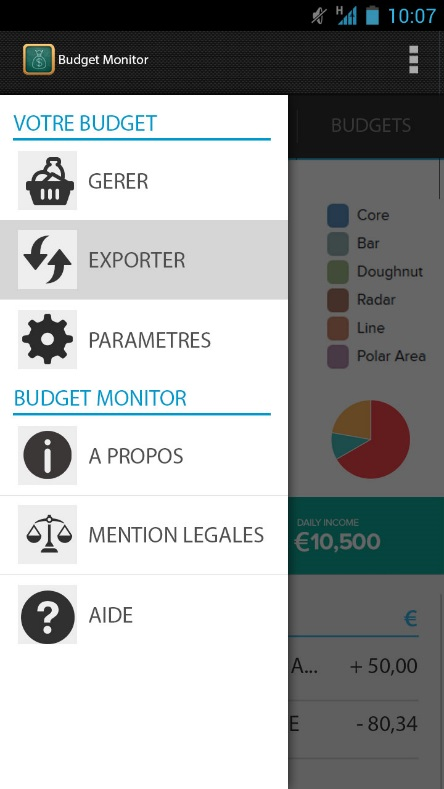 H 10:07
Budget Monitor
VOTRE BUDGET
BUDGETS
GERER
EXPORTER
PARAMETRES
BUDGET MONITOR
A PROPOS
MENTION LEGALES
AIDE
Core
Bar
Doughnut
Radar
Line
Polar Area
DAILY INCOME
€10,500
€
A... + 50,00
E - 80,34